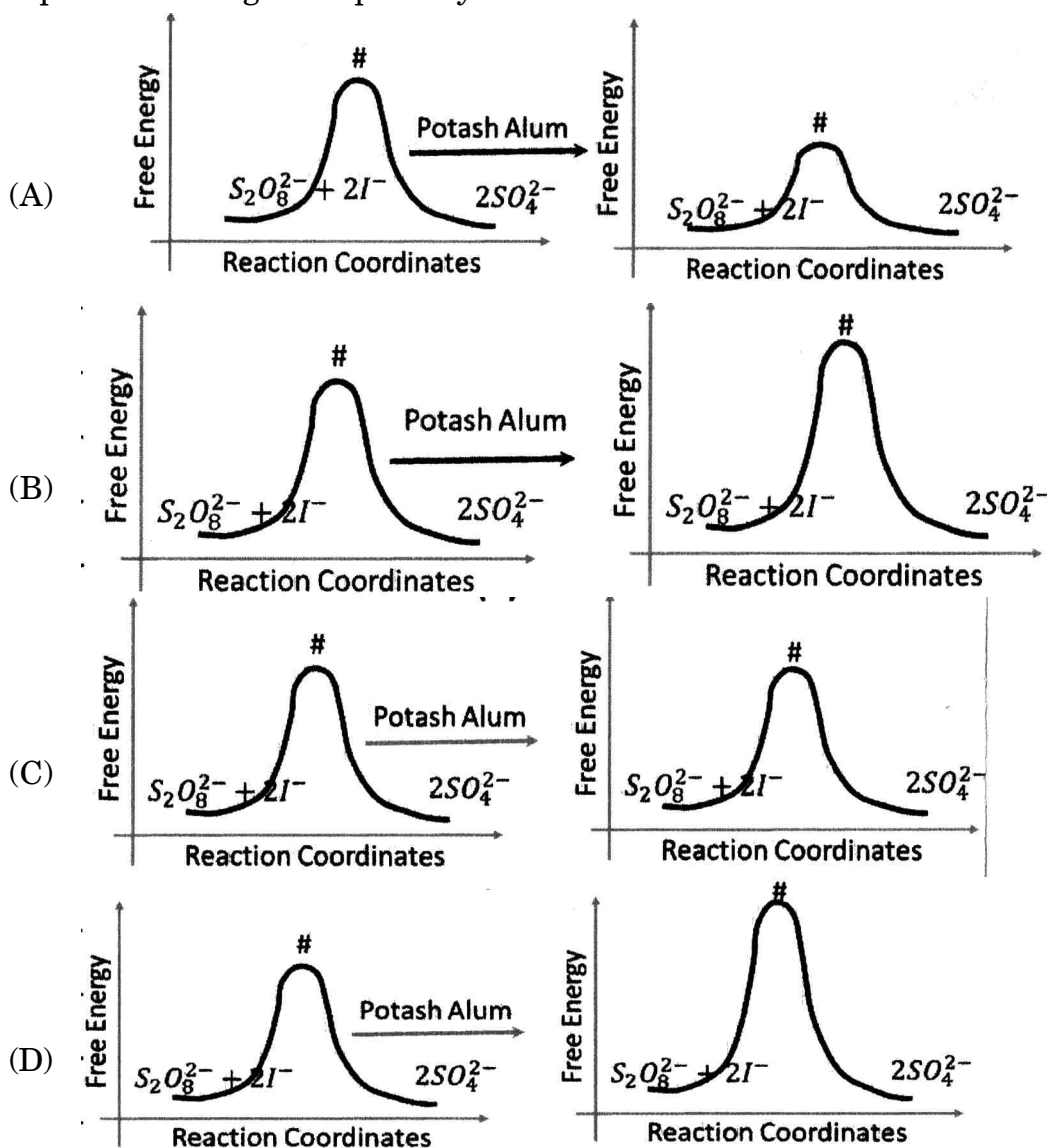 #
#
Free Energy
Potash Alum
Free Energy
(A)
S₂O₈²⁻ + 2I⁻
2SO₄²⁻
S₂O₈²⁻ + 2I⁻
2SO₄²⁻
Reaction Coordinates
Reaction Coordinates
#
#
Free Energy
Potash Alum
Free Energy
(B)
S₂O₈²⁻ + 2I⁻
2SO₄²⁻
S₂O₈²⁻ + 2I⁻
2SO₄²⁻
Reaction Coordinates
Reaction Coordinates
#
#
Free Energy
Potash Alum
Free Energy
(C)
S₂O₈²⁻ + 2I⁻
2SO₄²⁻
S₂O₈²⁻ + 2I⁻
2SO₄²⁻
Reaction Coordinates
Reaction Coordinates
#
#
Free Energy
Potash Alum
Free Energy
(D)
S₂O₈²⁻ + 2I⁻
2SO₄²⁻
S₂O₈²⁻ + 2I⁻
2SO₄²⁻
Reaction Coordinates
Reaction Coordinates